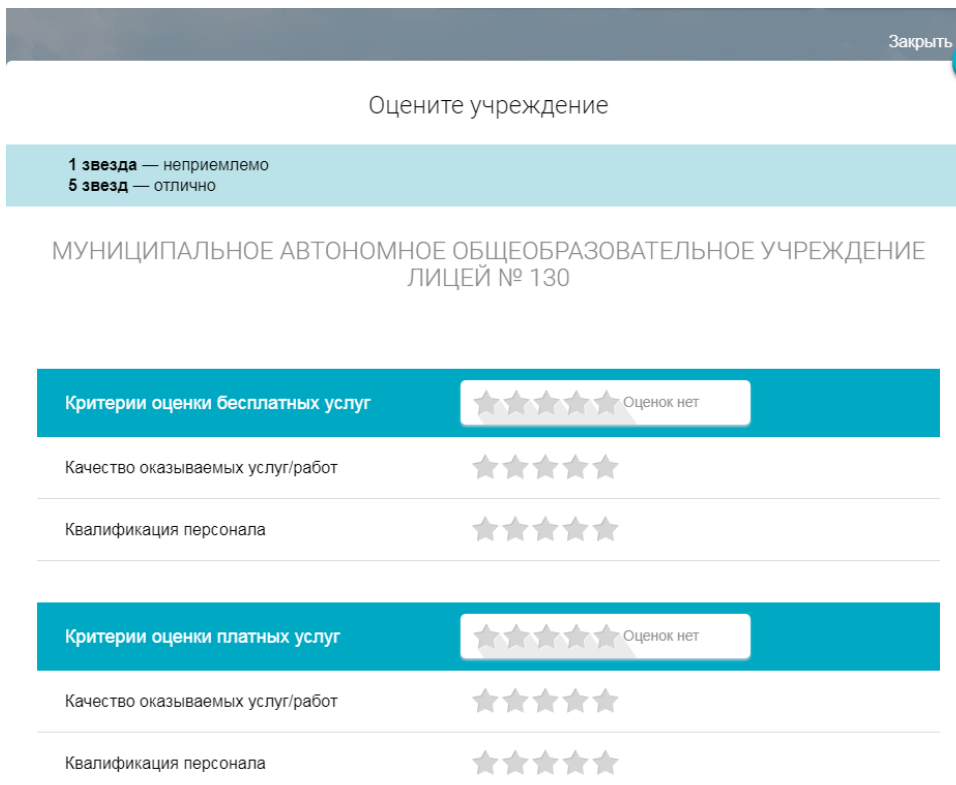 Закрыть
Оцените учреждение
1 звезда — неприемлемо
5 звезд — отлично
МУНИЦИПАЛЬНОЕ АВТОНОМНОЕ ОБЩЕОБРАЗОВАТЕЛЬНОЕ УЧРЕЖДЕНИЕ
ЛИЦЕЙ № 130
Критерии оценки бесплатных услуг Оценок нет
Качество оказываемых услуг/работ
Квалификация персонала
Критерии оценки платных услуг Оценок нет
Качество оказываемых услуг/работ
Квалификация персонала